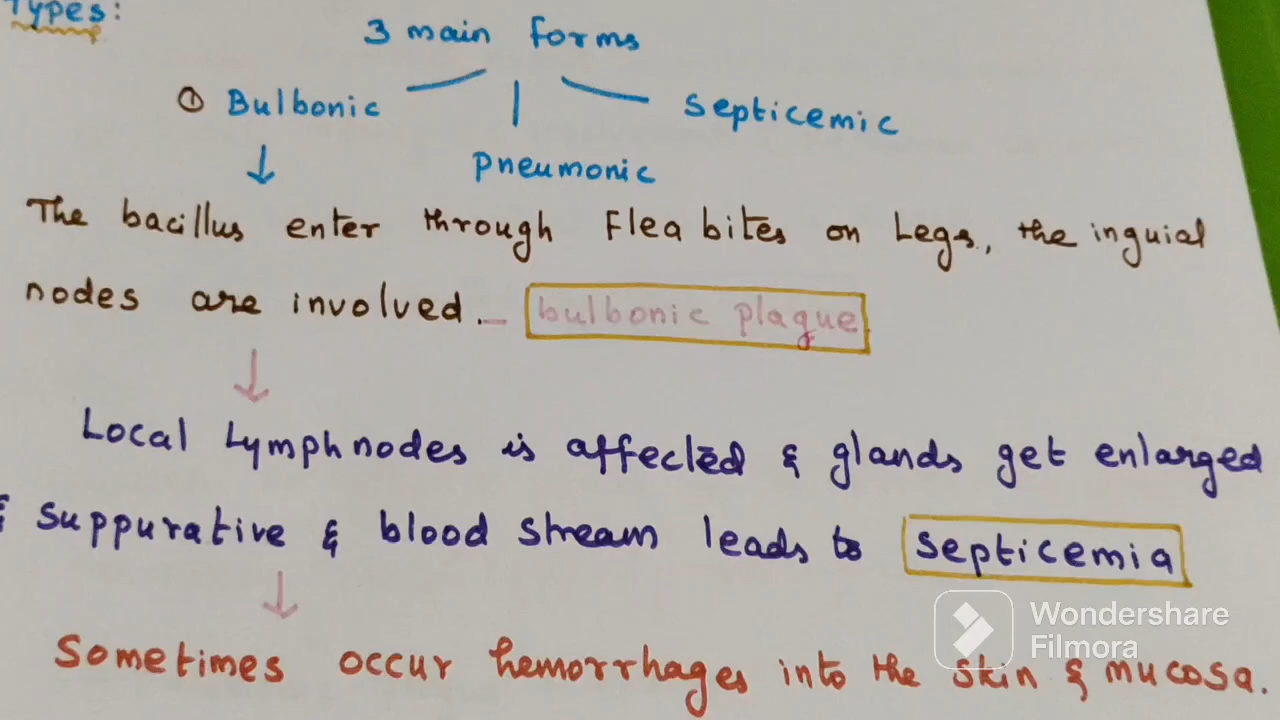 Types:
3 main forms
① Bulbonic
Septicemic
Pneumonic
The bacillus enter through Flea bites on Legs, the inguial
nodes are involved. bulbonic plague
Local Lymphnodes is affected & glands get enlarged
& suppurative & blood stream leads to septicemia
Sometimes occur hemorrhages into the skin & mucosa.
Wondershare
Filmora